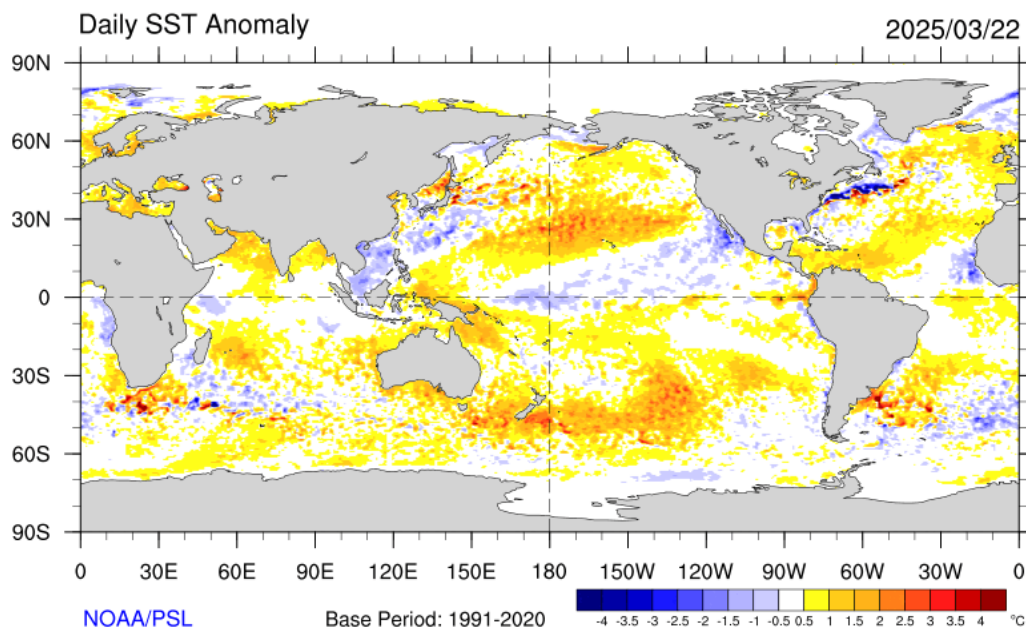 Daily SST Anomaly 2025/03/22
90N
60N
30N
0
30S
60S
90S
0 30E 60E 90E 120E 150E 180 150W 120W 90W 60W 30W 0
NOAA/PSL Base Period: 1991-2020
-4 -3.5 -3 -2.5 -2 -1.5 -1 -0.5 0.5 1 1.5 2 2.5 3 3.5 4 °C